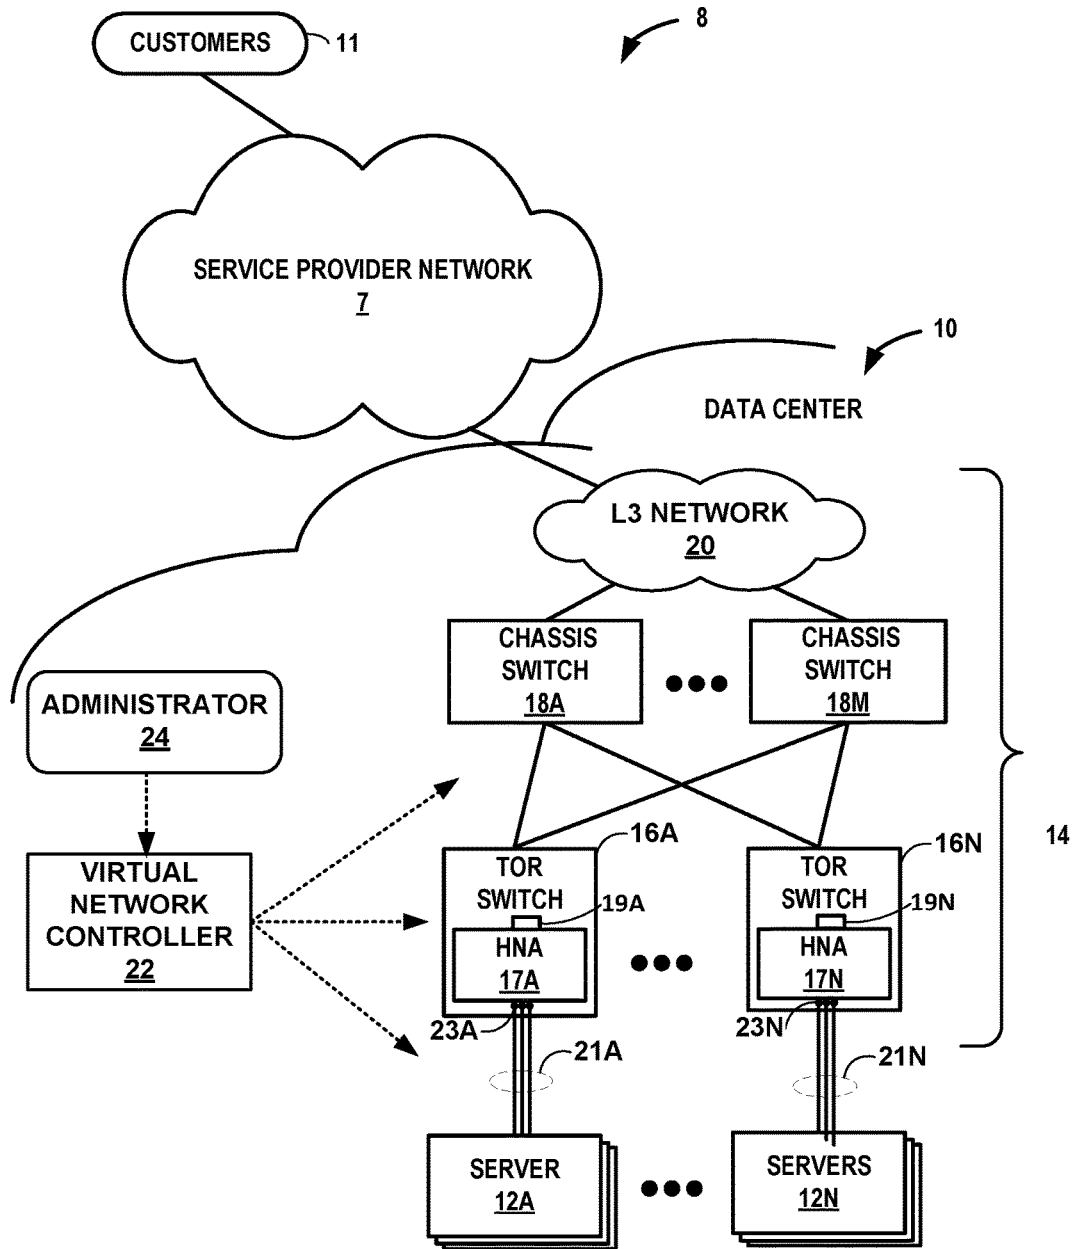 CUSTOMERS
11
8
SERVICE PROVIDER NETWORK
7
10
DATA CENTER
L3 NETWORK
20
CHASSIS
SWITCH
18A
CHASSIS
SWITCH
18M
ADMINISTRATOR
24
14
VIRTUAL
NETWORK
CONTROLLER
22
16A
TOR
SWITCH
19A
HNA
17A
23A
21A
16N
TOR
SWITCH
19N
HNA
17N
23N
21N
SERVER
12A
SERVERS
12N